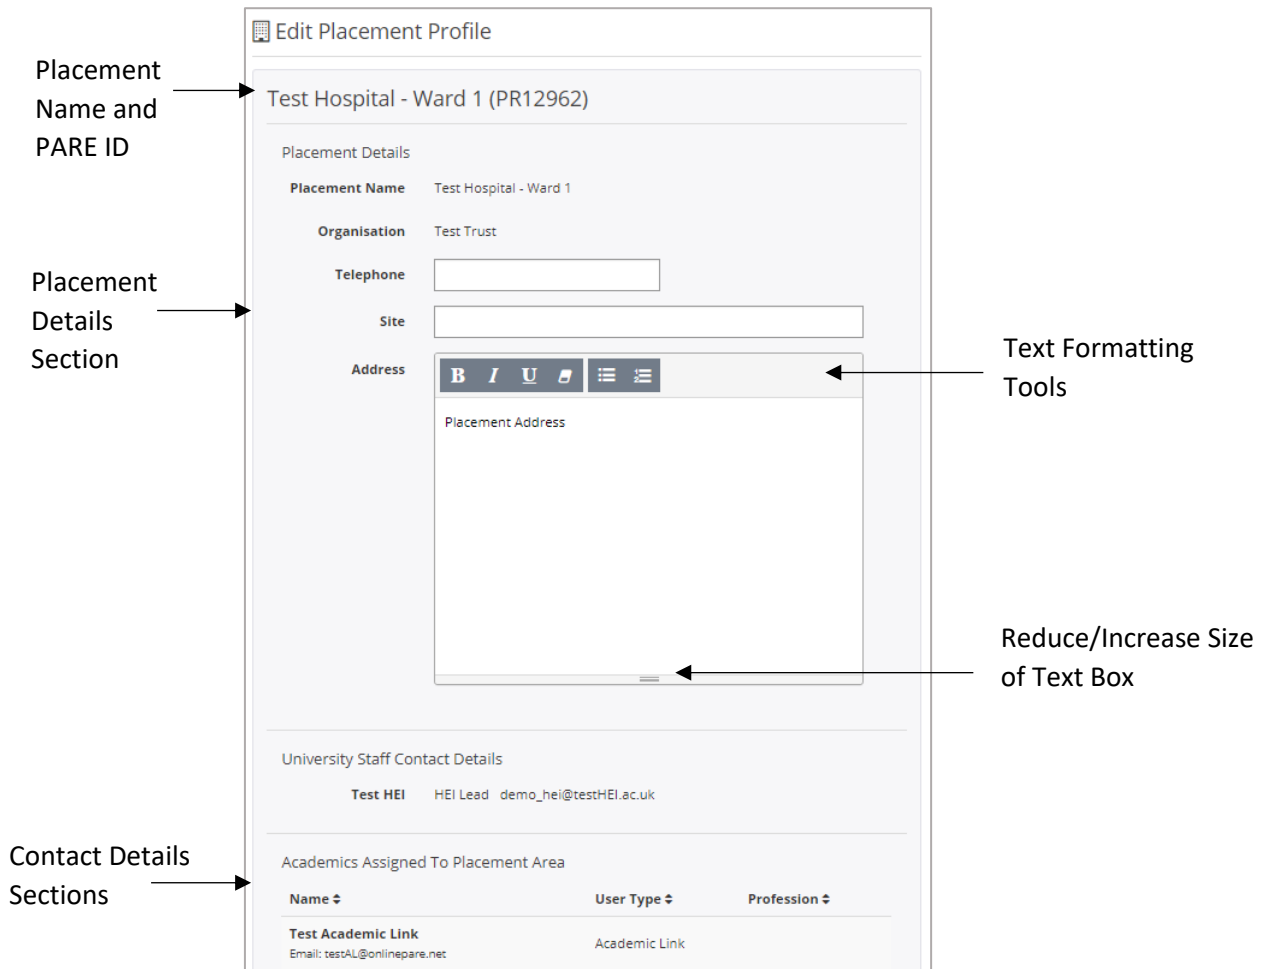 Edit Placement Profile
Placement
Name and
PARE ID
Test Hospital - Ward 1 (PR12962)
Placement Details
Placement Name Test Hospital - Ward 1
Organisation Test Trust
Placement
Details
Section
Telephone
Site
Address
B I U
Text Formatting
Tools
Placement Address
Reduce/Increase Size
of Text Box
University Staff Contact Details
Test HEI HEI Lead demo_hei@testHEI.ac.uk
Contact Details
Sections
Academics Assigned To Placement Area
Name User Type Profession
Test Academic Link
Email: testAL@onlinepare.net
Academic Link